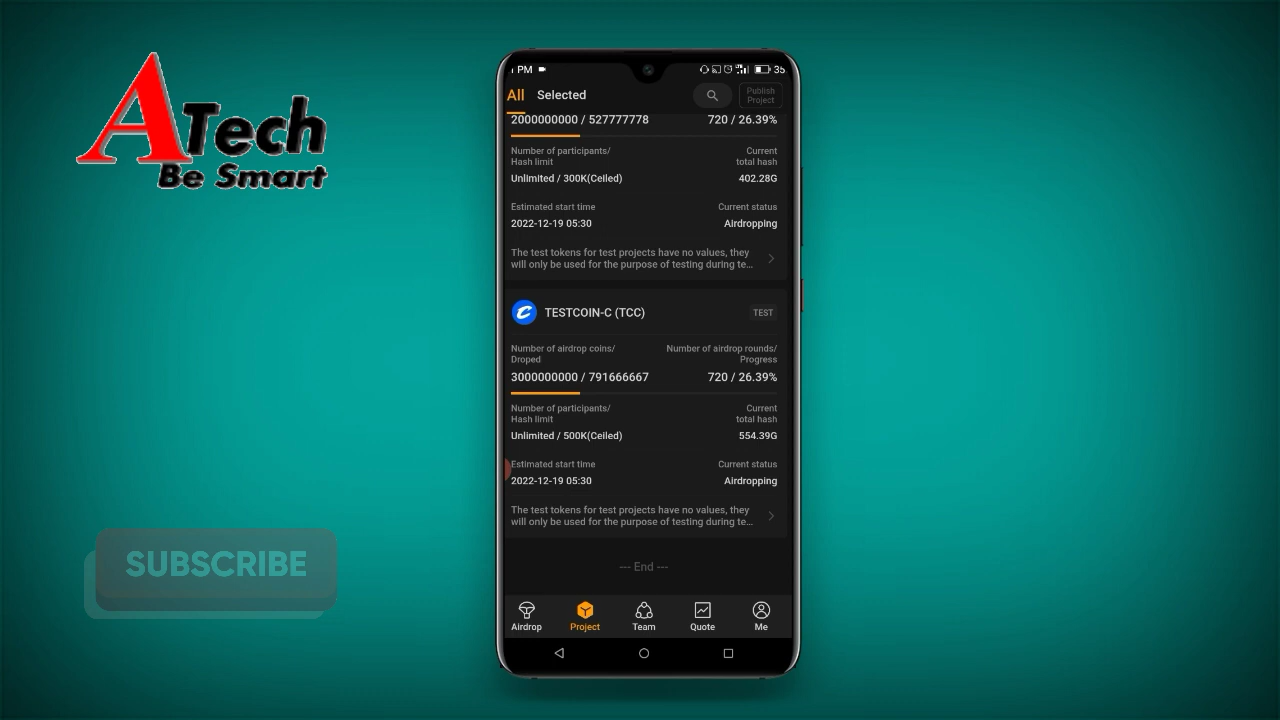 ATech
Be Smart
PM
35
All Selected
Publish
Project
2000000000 / 527777778 720 / 26.39%
Number of participants/ Current
Hash limit total hash
Unlimited / 300K(Ceiled) 402.28G
Estimated start time Current status
2022-12-19 05:30 Airdropping
The test tokens for test projects have no values, they
will only be used for the purpose of testing during te...
TESTCOIN-C (TCC) TEST
Number of airdrop coins/ Number of airdrop rounds/
Droped Progress
3000000000 / 791666667 720 / 26.39%
Number of participants/ Current
Hash limit total hash
Unlimited / 500K(Ceiled) 554.39G
Estimated start time Current status
2022-12-19 05:30 Airdropping
The test tokens for test projects have no values, they
will only be used for the purpose of testing during te...
SUBSCRIBE
--- End ---
Airdrop Project Team Quote Me